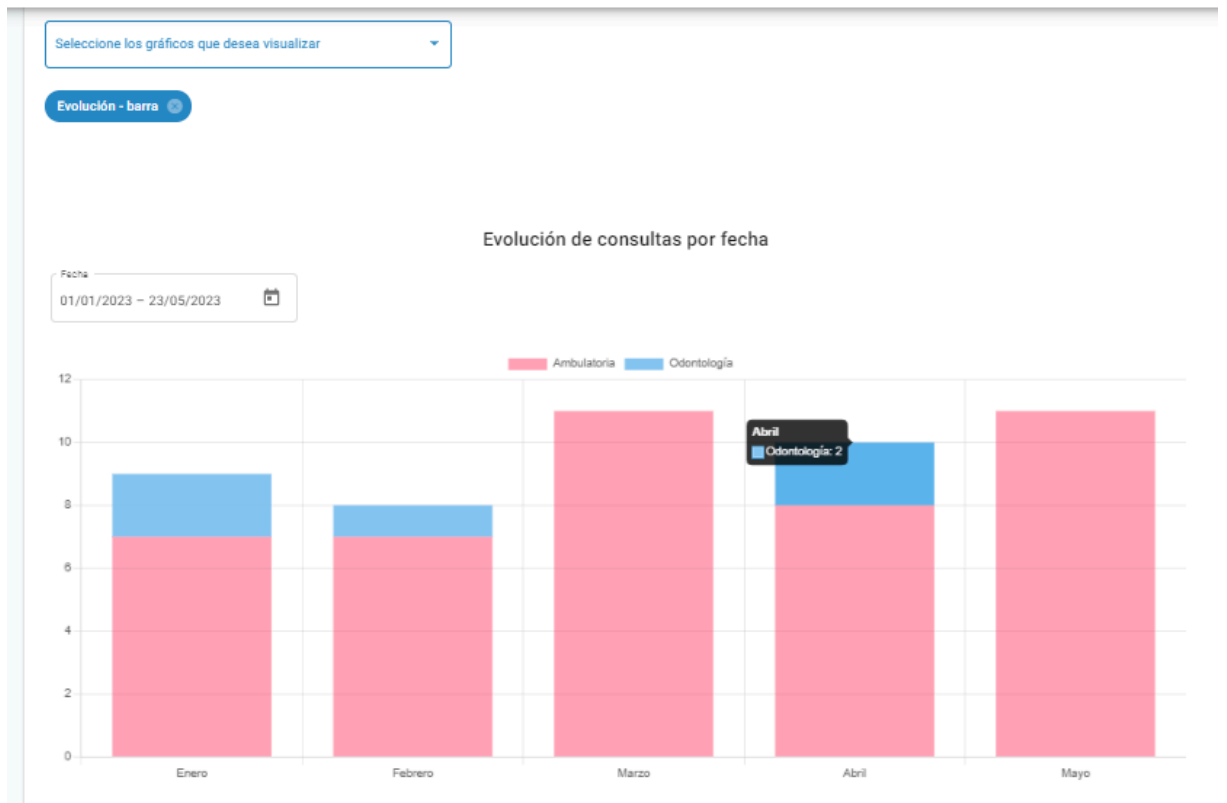 Seleccione los gráficos que desea visualizar
Evolución - barra
Evolución de consultas por fecha
Fecha
01/01/2023 – 23/05/2023
Ambulatoria Odontología
12
10
8
6
4
2
0
Abril
Odontología: 2
Enero Febrero Marzo Abril Mayo